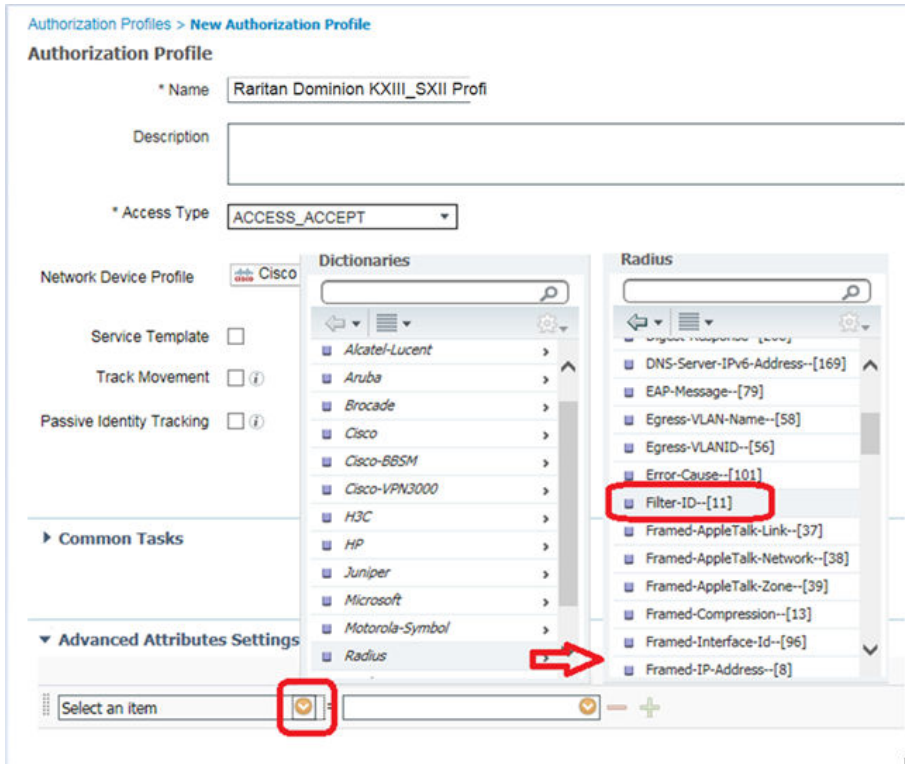 Authorization Profiles > New Authorization Profile
Authorization Profile
* Name Raritan Dominion KXIII_SXII Profi
Description
* Access Type ACCESS_ACCEPT
Network Device Profile Cisco
Service Template
Track Movement
Passive Identity Tracking
Common Tasks
Advanced Attributes Settings
Select an item =
Dictionaries
Alcatel-Lucent
Aruba
Brocade
Cisco
Cisco-BBSM
Cisco-VPN3000
H3C
HP
Juniper
Microsoft
Motorola-Symbol
Radius
Radius
DNS-Server-IPv6-Address--[169]
EAP-Message--[79]
Egress-VLAN-Name--[58]
Egress-VLANID--[56]
Error-Cause--[101]
Filter-ID--[11]
Framed-AppleTalk-Link--[37]
Framed-AppleTalk-Network--[38]
Framed-AppleTalk-Zone--[39]
Framed-Compression--[13]
Framed-Interface-Id--[96]
Framed-IP-Address--[8]